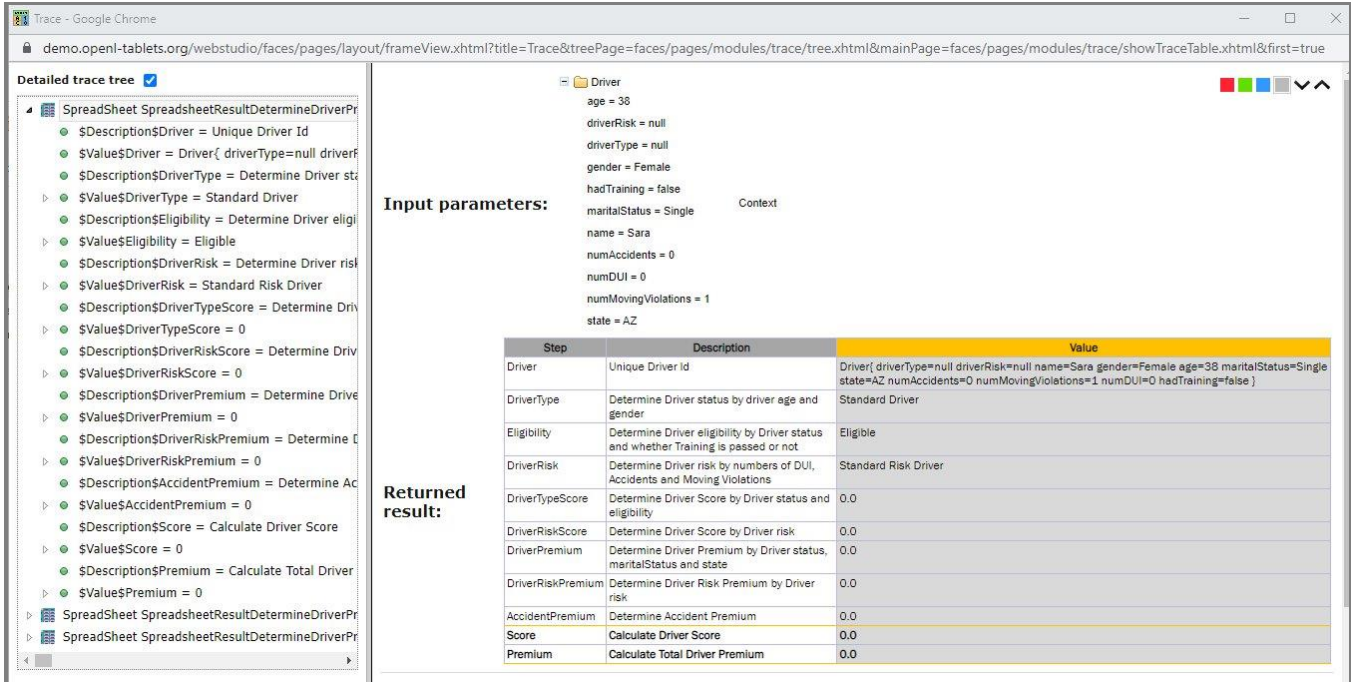 Trace - Google Chrome
demo.openl-tablets.org/webstudio/faces/pages/layout/frameView.xhtml?title=Trace&treePage=faces/pages/modules/trace/tree.xhtml&mainPage=faces/pages/modules/trace/showTraceTable.xhtml&first=true
Detailed trace tree
SpreadSheet SpreadsheetResultDetermineDriverPr
$Description$Driver = Unique Driver Id
$Value$Driver = Driver{ driverType=null driverF
$Description$DriverType = Determine Driver sta
$Value$DriverType = Standard Driver
$Description$Eligibility = Determine Driver eligi
$Value$Eligibility = Eligible
$Description$DriverRisk = Determine Driver risk
$Value$DriverRisk = Standard Risk Driver
$Description$DriverTypeScore = Determine Driv
$Value$DriverTypeScore = 0
$Description$DriverRiskScore = Determine Driv
$Value$DriverRiskScore = 0
$Description$DriverPremium = Determine Drive
$Value$DriverPremium = 0
$Description$DriverRiskPremium = Determine D
$Value$DriverRiskPremium = 0
$Description$AccidentPremium = Determine Ac
$Value$AccidentPremium = 0
$Description$Score = Calculate Driver Score
$Value$Score = 0
$Description$Premium = Calculate Total Driver
$Value$Premium = 0
SpreadSheet SpreadsheetResultDetermineDriverPr
SpreadSheet SpreadsheetResultDetermineDriverPr
Input parameters:
Driver
age = 38
driverRisk = null
driverType = null
gender = Female
hadTraining = false
maritalStatus = Single
name = Sara
numAccidents = 0
numDUI = 0
numMovingViolations = 1
state = AZ
Context
Returned
result:
Step Description Value
Driver Unique Driver Id Driver{ driverType=null driverRisk=null name=Sara gender=Female age=38 maritalStatus=Single
state=AZ numAccidents=0 numMovingViolations=1 numDUI=0 hadTraining=false }
DriverType Determine Driver status by driver age and Standard Driver
gender
Eligibility Determine Driver eligibility by Driver status Eligible
and whether Training is passed or not
DriverRisk Determine Driver risk by numbers of DUI, Standard Risk Driver
Accidents and Moving Violations
DriverTypeScore Determine Driver Score by Driver status and 0.0
eligibility
DriverRiskScore Determine Driver Score by Driver risk 0.0
DriverPremium Determine Driver Premium by Driver status, 0.0
maritalStatus and state
DriverRiskPremium Determine Driver Risk Premium by Driver 0.0
risk
AccidentPremium Determine Accident Premium 0.0
Score Calculate Driver Score 0.0
Premium Calculate Total Driver Premium 0.0